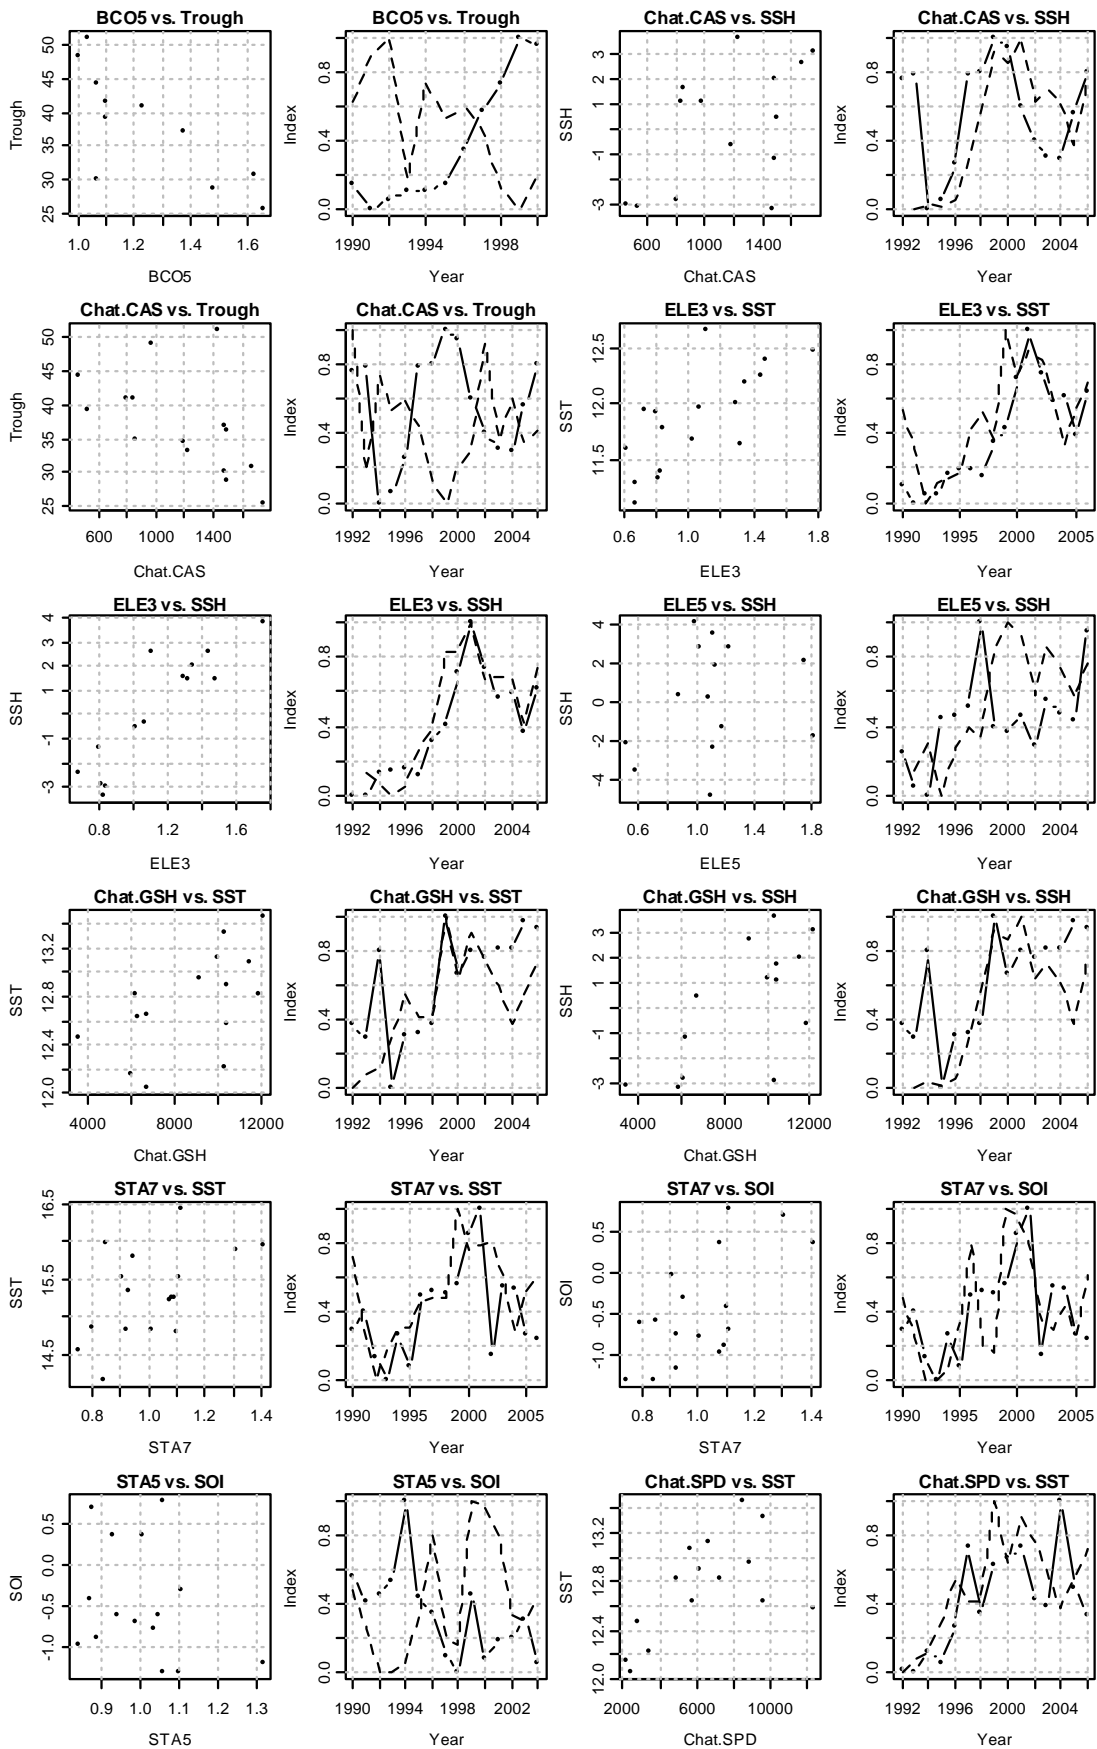 BCO5 vs. Trough
BCO5 vs. Trough
Chat.CAS vs. SSH
Chat.CAS vs. SSH
Trough
25 30 35 40 45 50
1.0 1.2 1.4 1.6
BCO5
Index
0.0 0.4 0.8
1990 1994 1998
Year
SSH
-3 -1 1 2 3
600 1000 1400
Chat.CAS
Index
0.0 0.4 0.8
1992 1996 2000 2004
Year
Chat.CAS vs. Trough
Chat.CAS vs. Trough
ELE3 vs. SST
ELE3 vs. SST
Trough
25 30 35 40 45 50
600 1000 1400
Chat.CAS
Index
0.0 0.4 0.8
1992 1996 2000 2004
Year
SST
11.5 12.0 12.5
0.6 1.0 1.4 1.8
ELE3
Index
0.0 0.4 0.8
1990 1995 2000 2005
Year
ELE3 vs. SSH
ELE3 vs. SSH
ELE5 vs. SSH
ELE5 vs. SSH
SSH
-3 -1 1 2 3 4
0.8 1.2 1.6
ELE3
Index
0.0 0.4 0.8
1992 1996 2000 2004
Year
SSH
-4 -2 0 2 4
0.6 1.0 1.4 1.8
ELE5
Index
0.0 0.4 0.8
1992 1996 2000 2004
Year
Chat.GSH vs. SST
Chat.GSH vs. SST
Chat.GSH vs. SSH
Chat.GSH vs. SSH
SST
12.0 12.4 12.8 13.2
4000 8000 12000
Chat.GSH
Index
0.0 0.4 0.8
1992 1996 2000 2004
Year
SSH
-3 -1 1 2 3
4000 8000 12000
Chat.GSH
Index
0.0 0.4 0.8
1992 1996 2000 2004
Year
STA7 vs. SST
STA7 vs. SST
STA7 vs. SOI
STA7 vs. SOI
SST
14.5 15.5 16.5
0.8 1.0 1.2 1.4
STA7
Index
0.0 0.4 0.8
1990 1995 2000 2005
Year
SOI
-1.0 -0.5 0.0 0.5
0.8 1.0 1.2 1.4
STA7
Index
0.0 0.4 0.8
1990 1995 2000 2005
Year
STA5 vs. SOI
STA5 vs. SOI
Chat.SPD vs. SST
Chat.SPD vs. SST
SOI
-1.0 -0.5 0.0 0.5
0.9 1.0 1.1 1.2 1.3
STA5
Index
0.0 0.4 0.8
1990 1994 1998 2002
Year
SST
12.0 12.4 12.8 13.2
2000 6000 10000
Chat.SPD
Index
0.0 0.4 0.8
1992 1996 2000 2004
Year